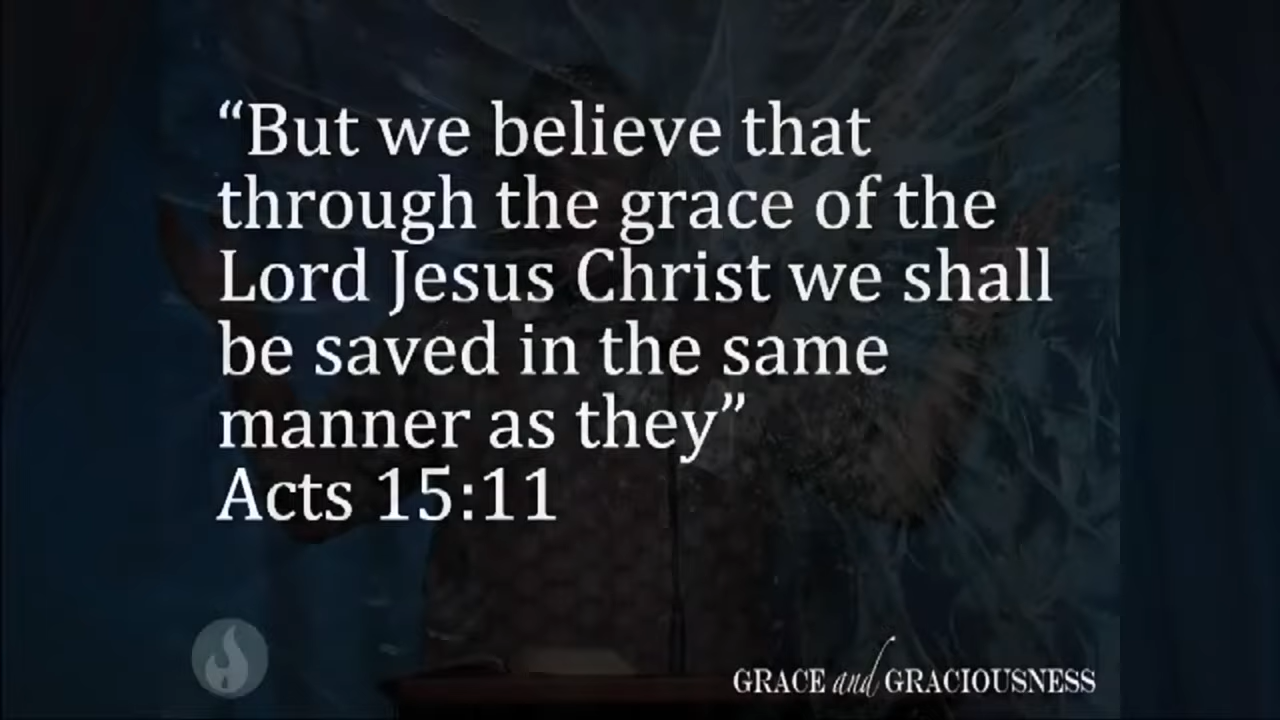 “But we believe that
through the grace of the
Lord Jesus Christ we shall
be saved in the same
manner as they”
Acts 15:11
GRACE and GRACIOUSNESS